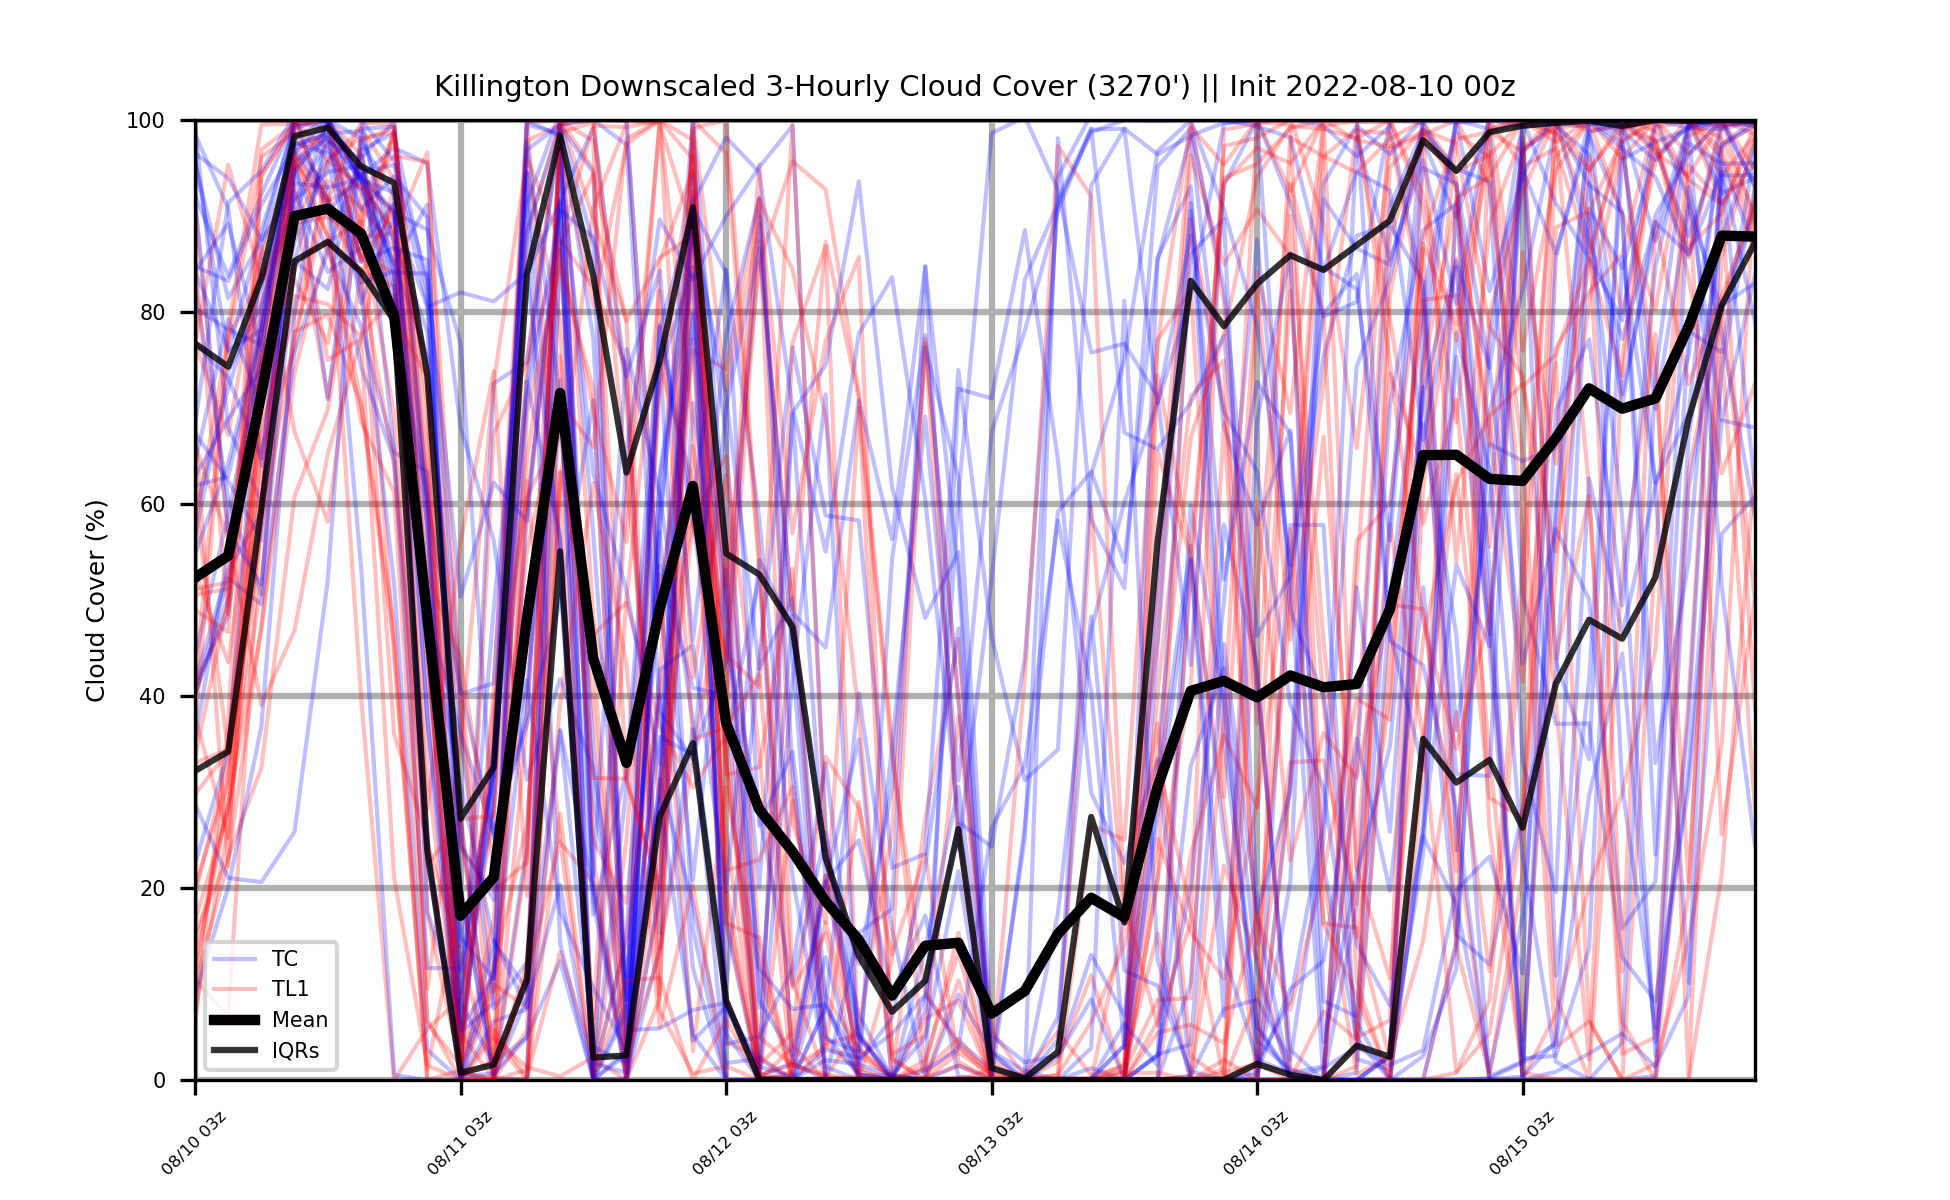 Killington Downscaled 3-Hourly Cloud Cover (3270') || Init 2022-08-10 00z
Cloud Cover (%)
100
80
60
40
20
0
TC
TL1
Mean
IQRs
08/10 03z
08/11 03z
08/12 03z
08/13 03z
08/14 03z
08/15 03z